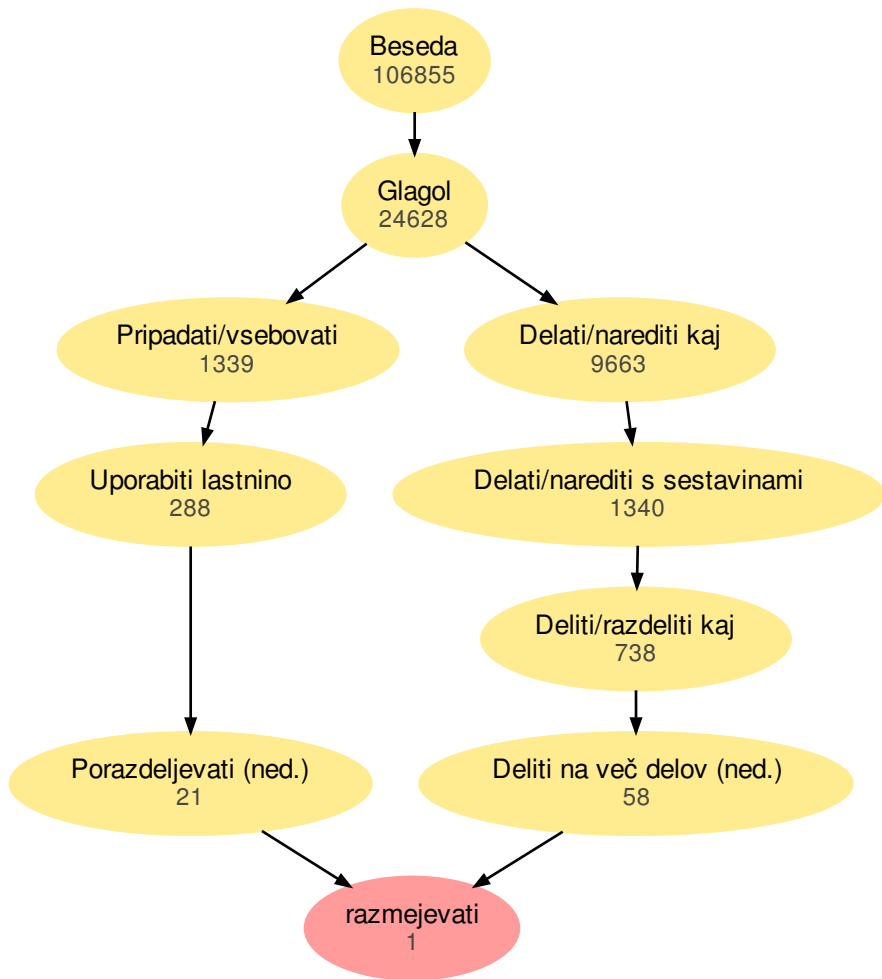 Beseda
106855
Glagol
24628
Pripadati/vsebovati
1339
Delati/narediti kaj
9663
Uporabiti lastnino
288
Delati/narediti s sestavinami
1340
Deliti/razdeliti kaj
738
Porazdeljevati (ned.)
21
Deliti na več delov (ned.)
58
razmejevati
1